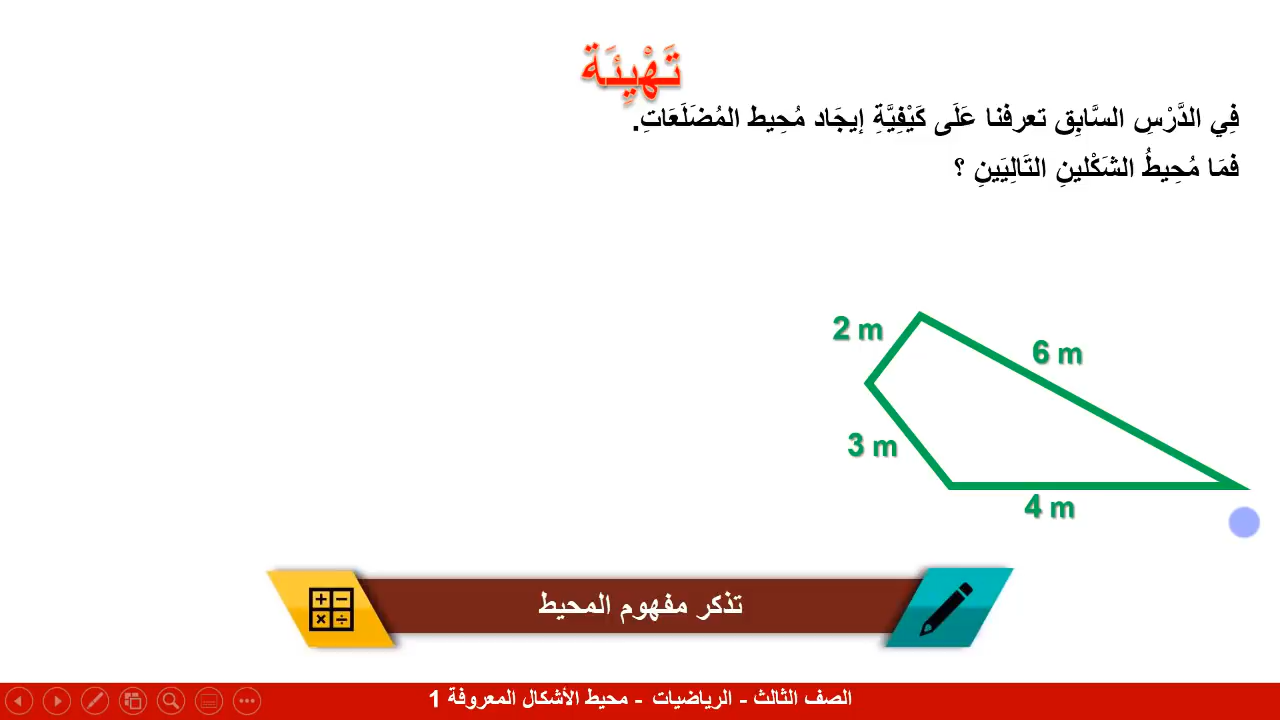 تَهْيِئَة
فِي الدَّرْسِ السَّابِق تعرفنا عَلَى كَيْفِيَّةِ إيجَاد مُحِيط المُضَلَعَاتِ.
فَمَا مُحِيطُ الشَكْلينِ التَالِيَينِ ؟
2 m
6 m
3 m
4 m
تذكر مفهوم المحيط
الصف الثالث - الرياضيات - محيط الأشكال المعروفة 1